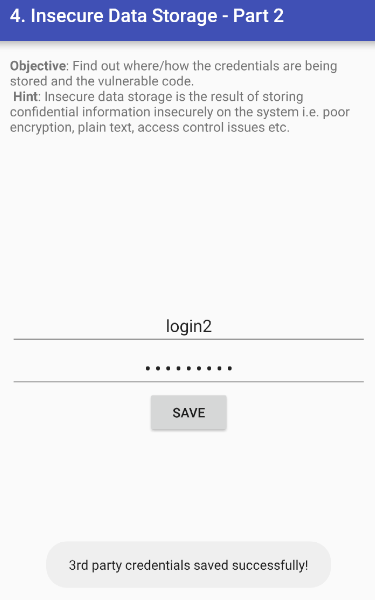 4. Insecure Data Storage - Part 2
Objective: Find out where/how the credentials are being
stored and the vulnerable code.
Hint: Insecure data storage is the result of storing
confidential information insecurely on the system i.e. poor
encryption, plain text, access control issues etc.
login2
•••••••••
SAVE
3rd party credentials saved successfully!